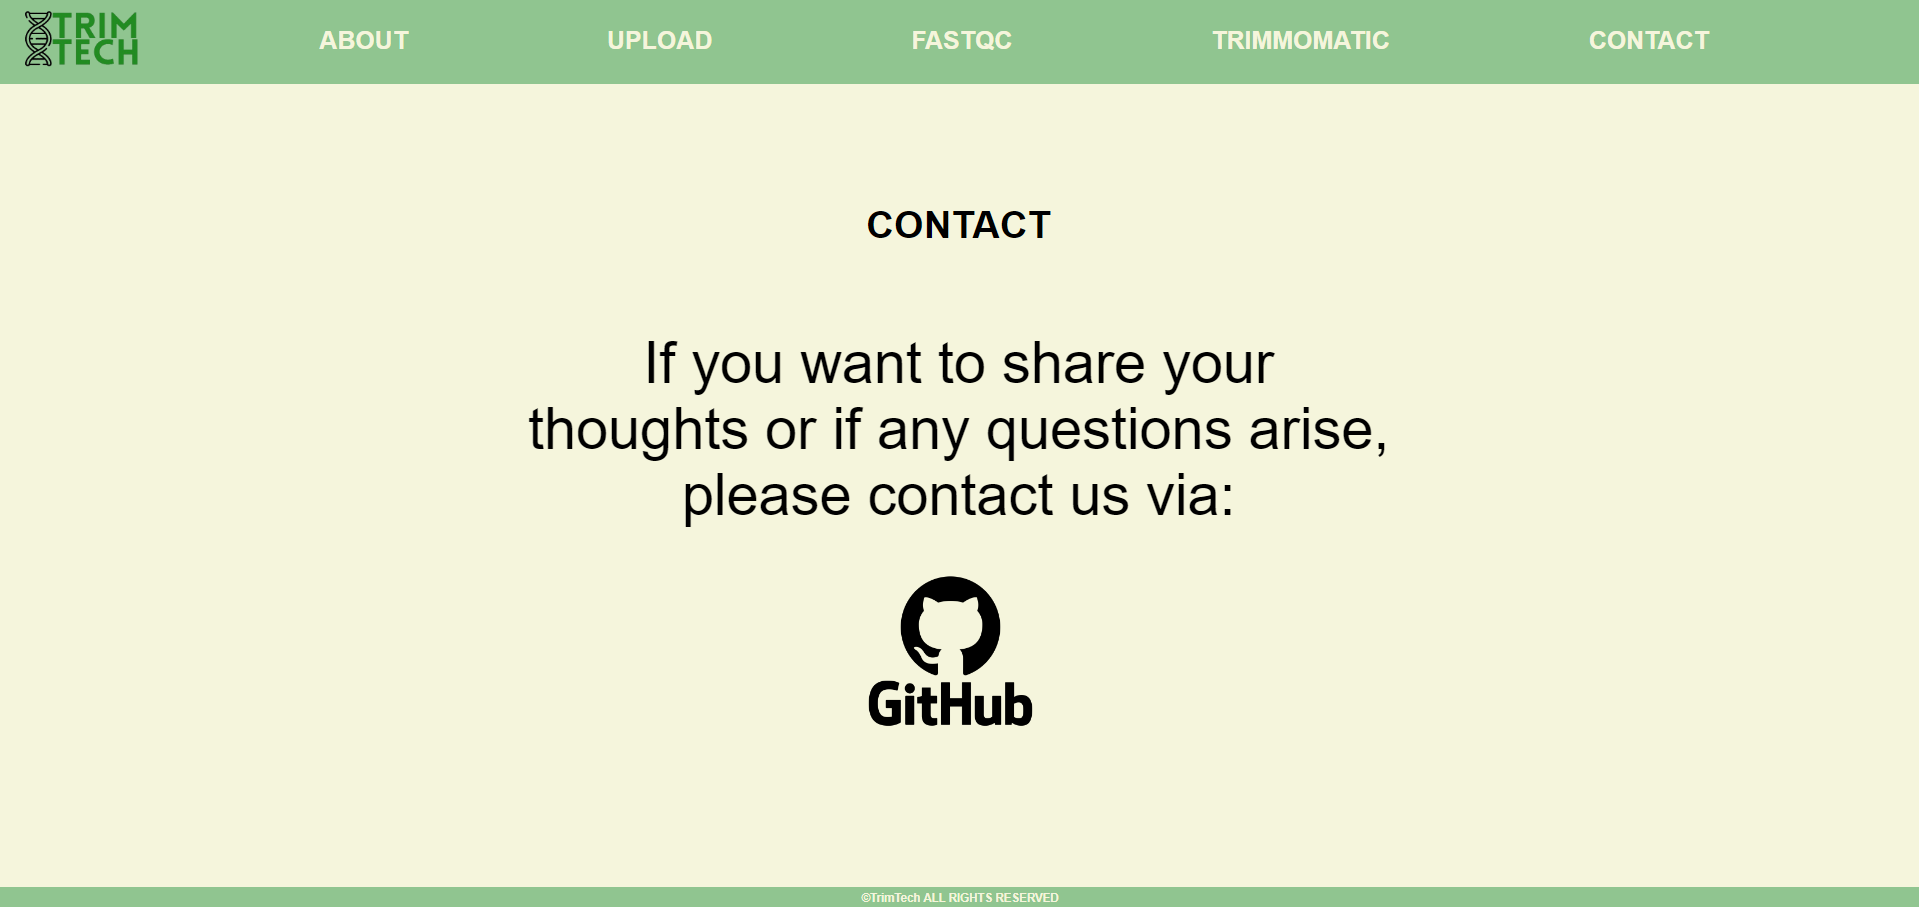 TRIM
TECH
ABOUT
UPLOAD
FASTQC
TRIMMOMATIC
CONTACT
CONTACT
If you want to share your
thoughts or if any questions arise,
please contact us via:
GitHub
©TrimTech ALL RIGHTS RESERVED